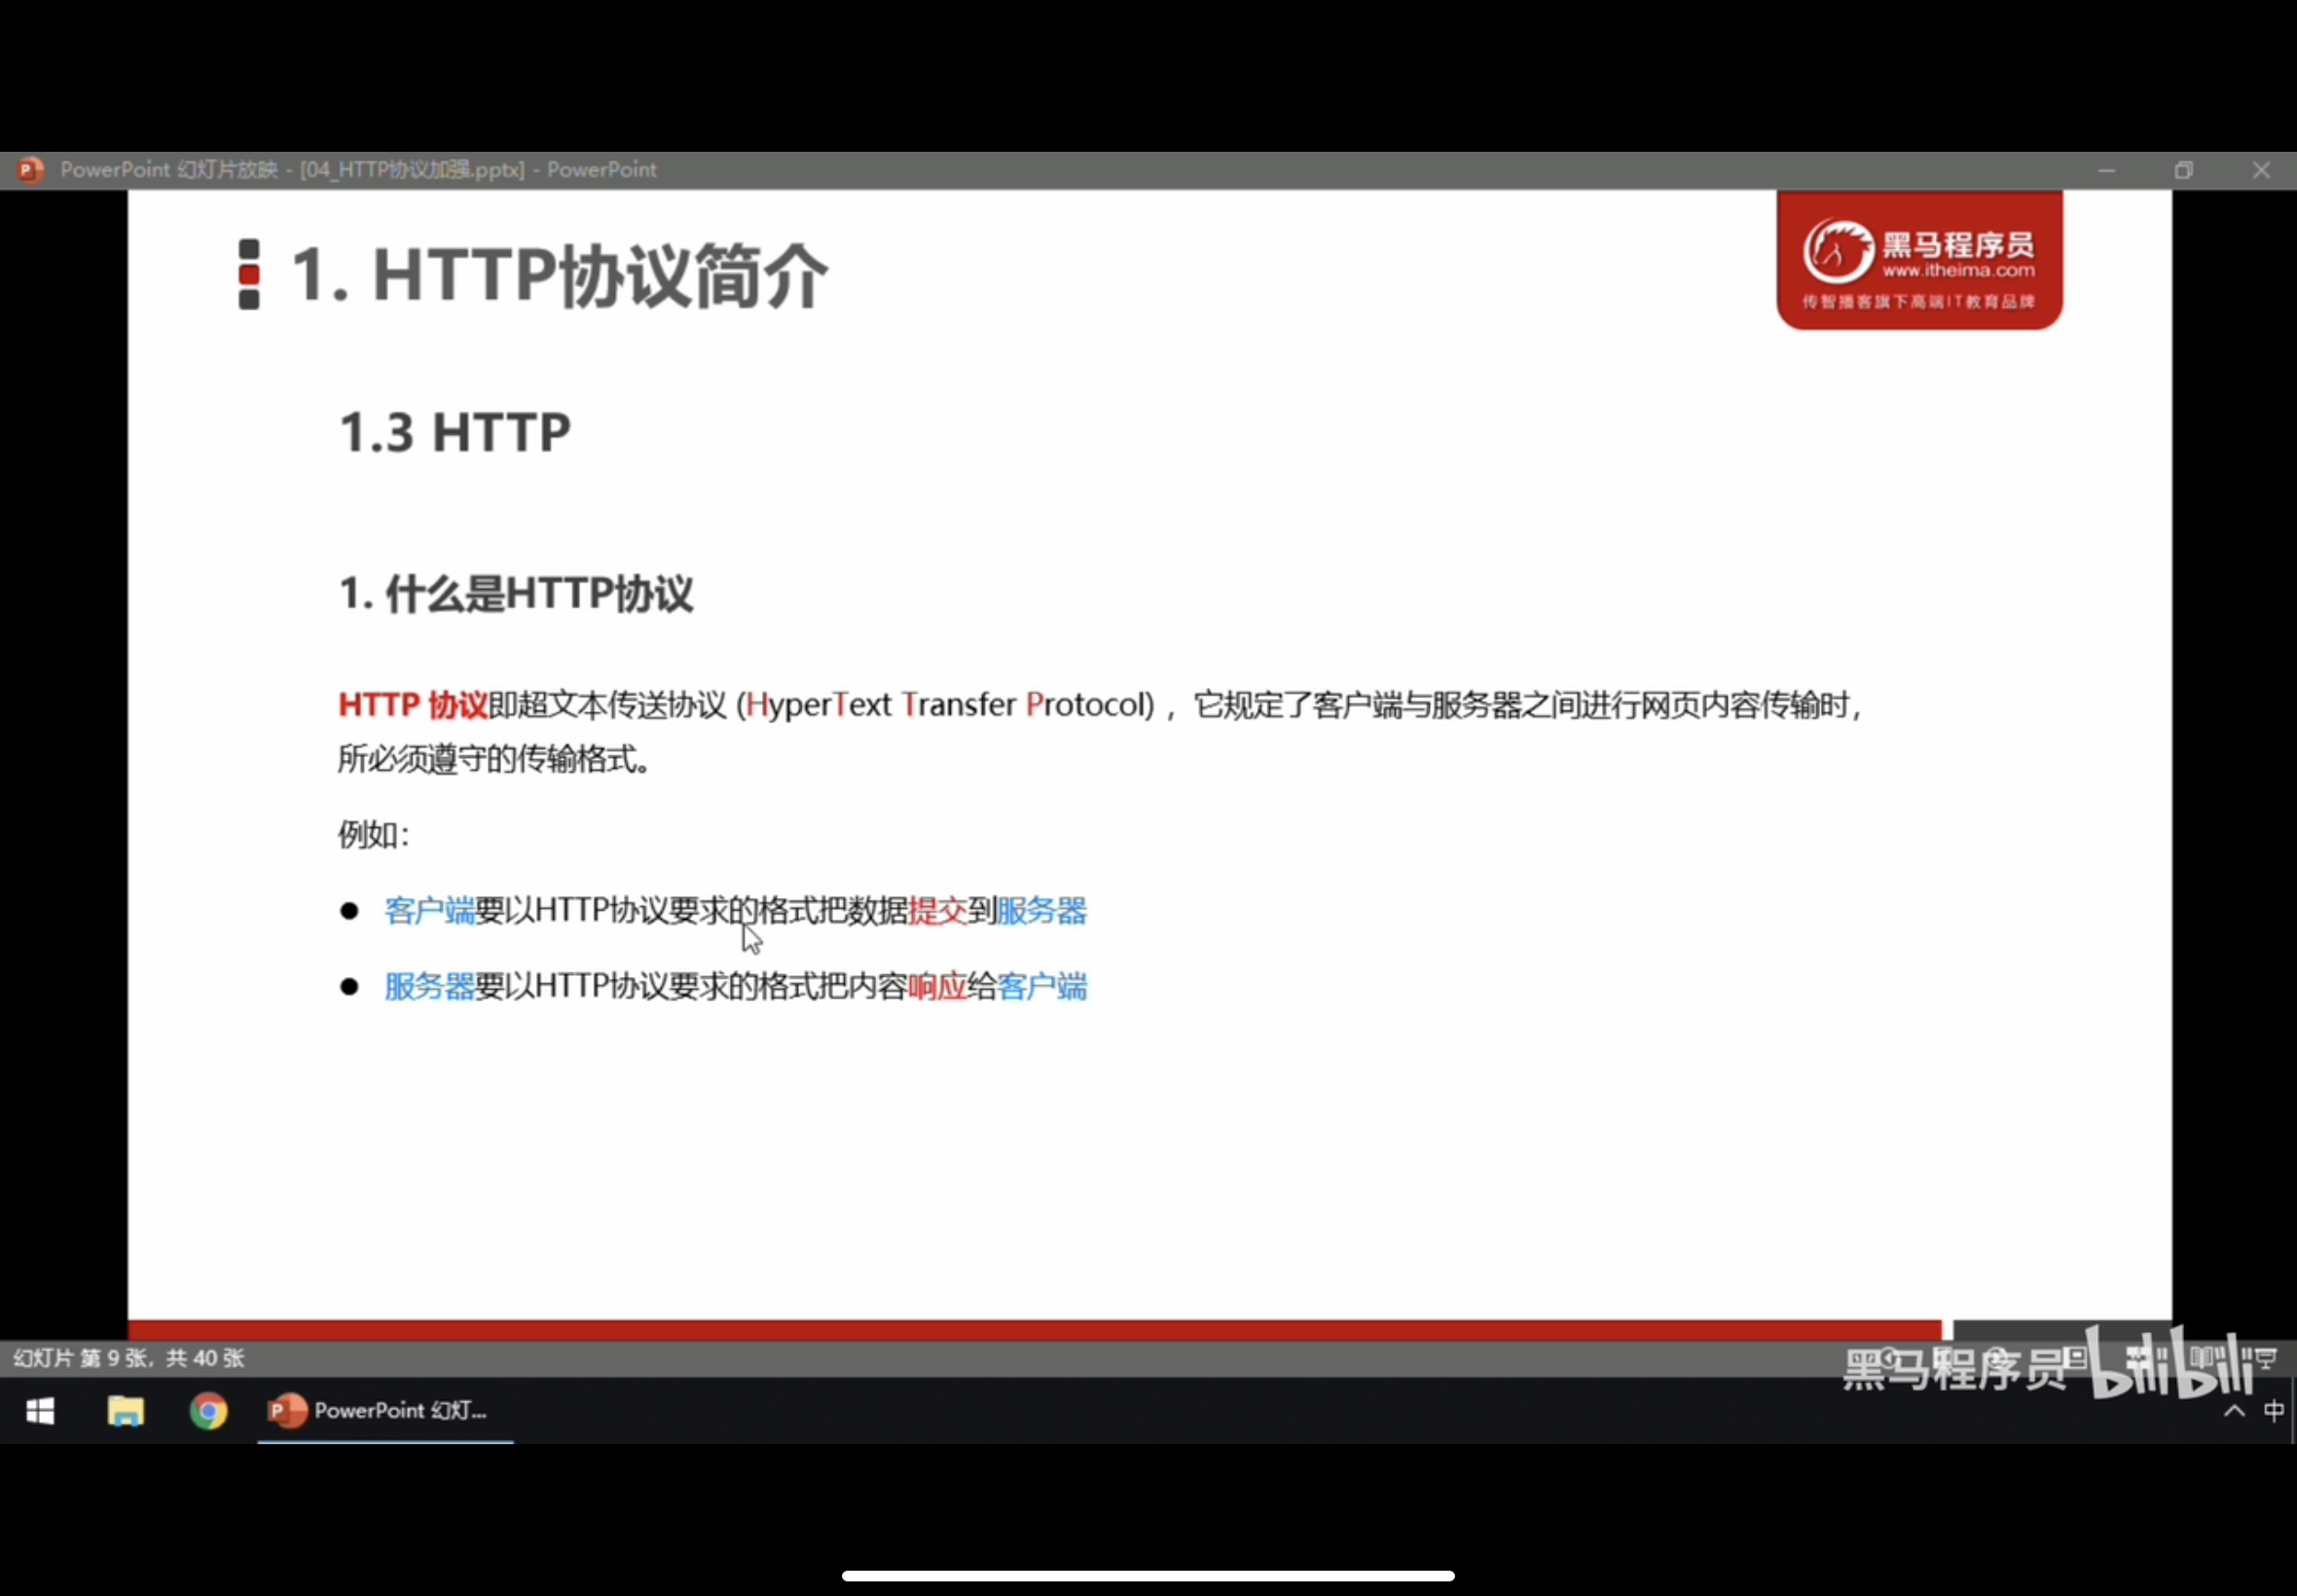 PowerPoint 幻灯片放映 - [04_HTTP协议加强.pptx] - PowerPoint
1. HTTP协议简介
黑马程序员
www.itheima.com
传智播客旗下高端IT教育品牌
1.3 HTTP
1. 什么是HTTP协议
HTTP 协议即超文本传送协议 (HyperText Transfer Protocol) ，它规定了客户端与服务器之间进行网页内容传输时，
所必须遵守的传输格式。
例如：
● 客户端要以HTTP协议要求的格式把数据提交到服务器
● 服务器要以HTTP协议要求的格式把内容响应给客户端
幻灯片 第 9 张，共 40 张
黑马程序员 bilibili
PowerPoint 幻灯...
中